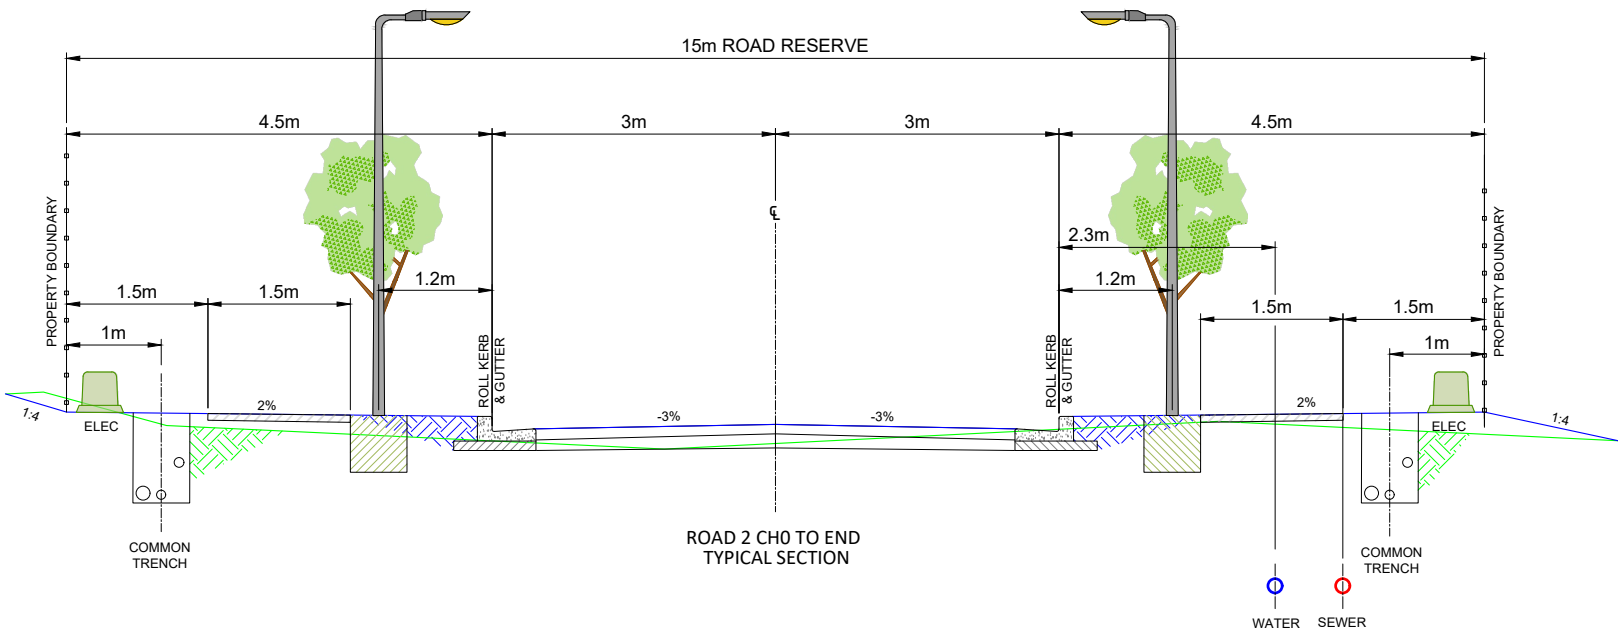 15m ROAD RESERVE
4.5m
3m
3m
4.5m
℄
PROPERTY BOUNDARY
PROPERTY BOUNDARY
2.3m
1.2m
1.2m
1.5m
1.5m
1.5m
1.5m
1m
1m
ROLL KERB
& GUTTER
ROLL KERB
& GUTTER
1:4
ELEC
2%
-3%
-3%
2%
ELEC
1:4
COMMON
TRENCH
ROAD 2 CH0 TO END
TYPICAL SECTION
COMMON
TRENCH
WATER
SEWER